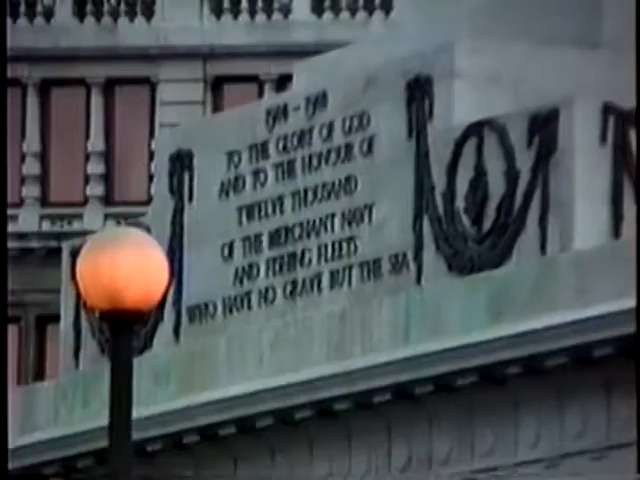 1914 – 1918
TO THE GLORY OF GOD
AND TO THE HONOUR OF
TWELVE THOUSAND
OF THE MERCHANT NAVY
AND FISHING FLEETS
WHO HAVE NO GRAVE BUT THE SEA